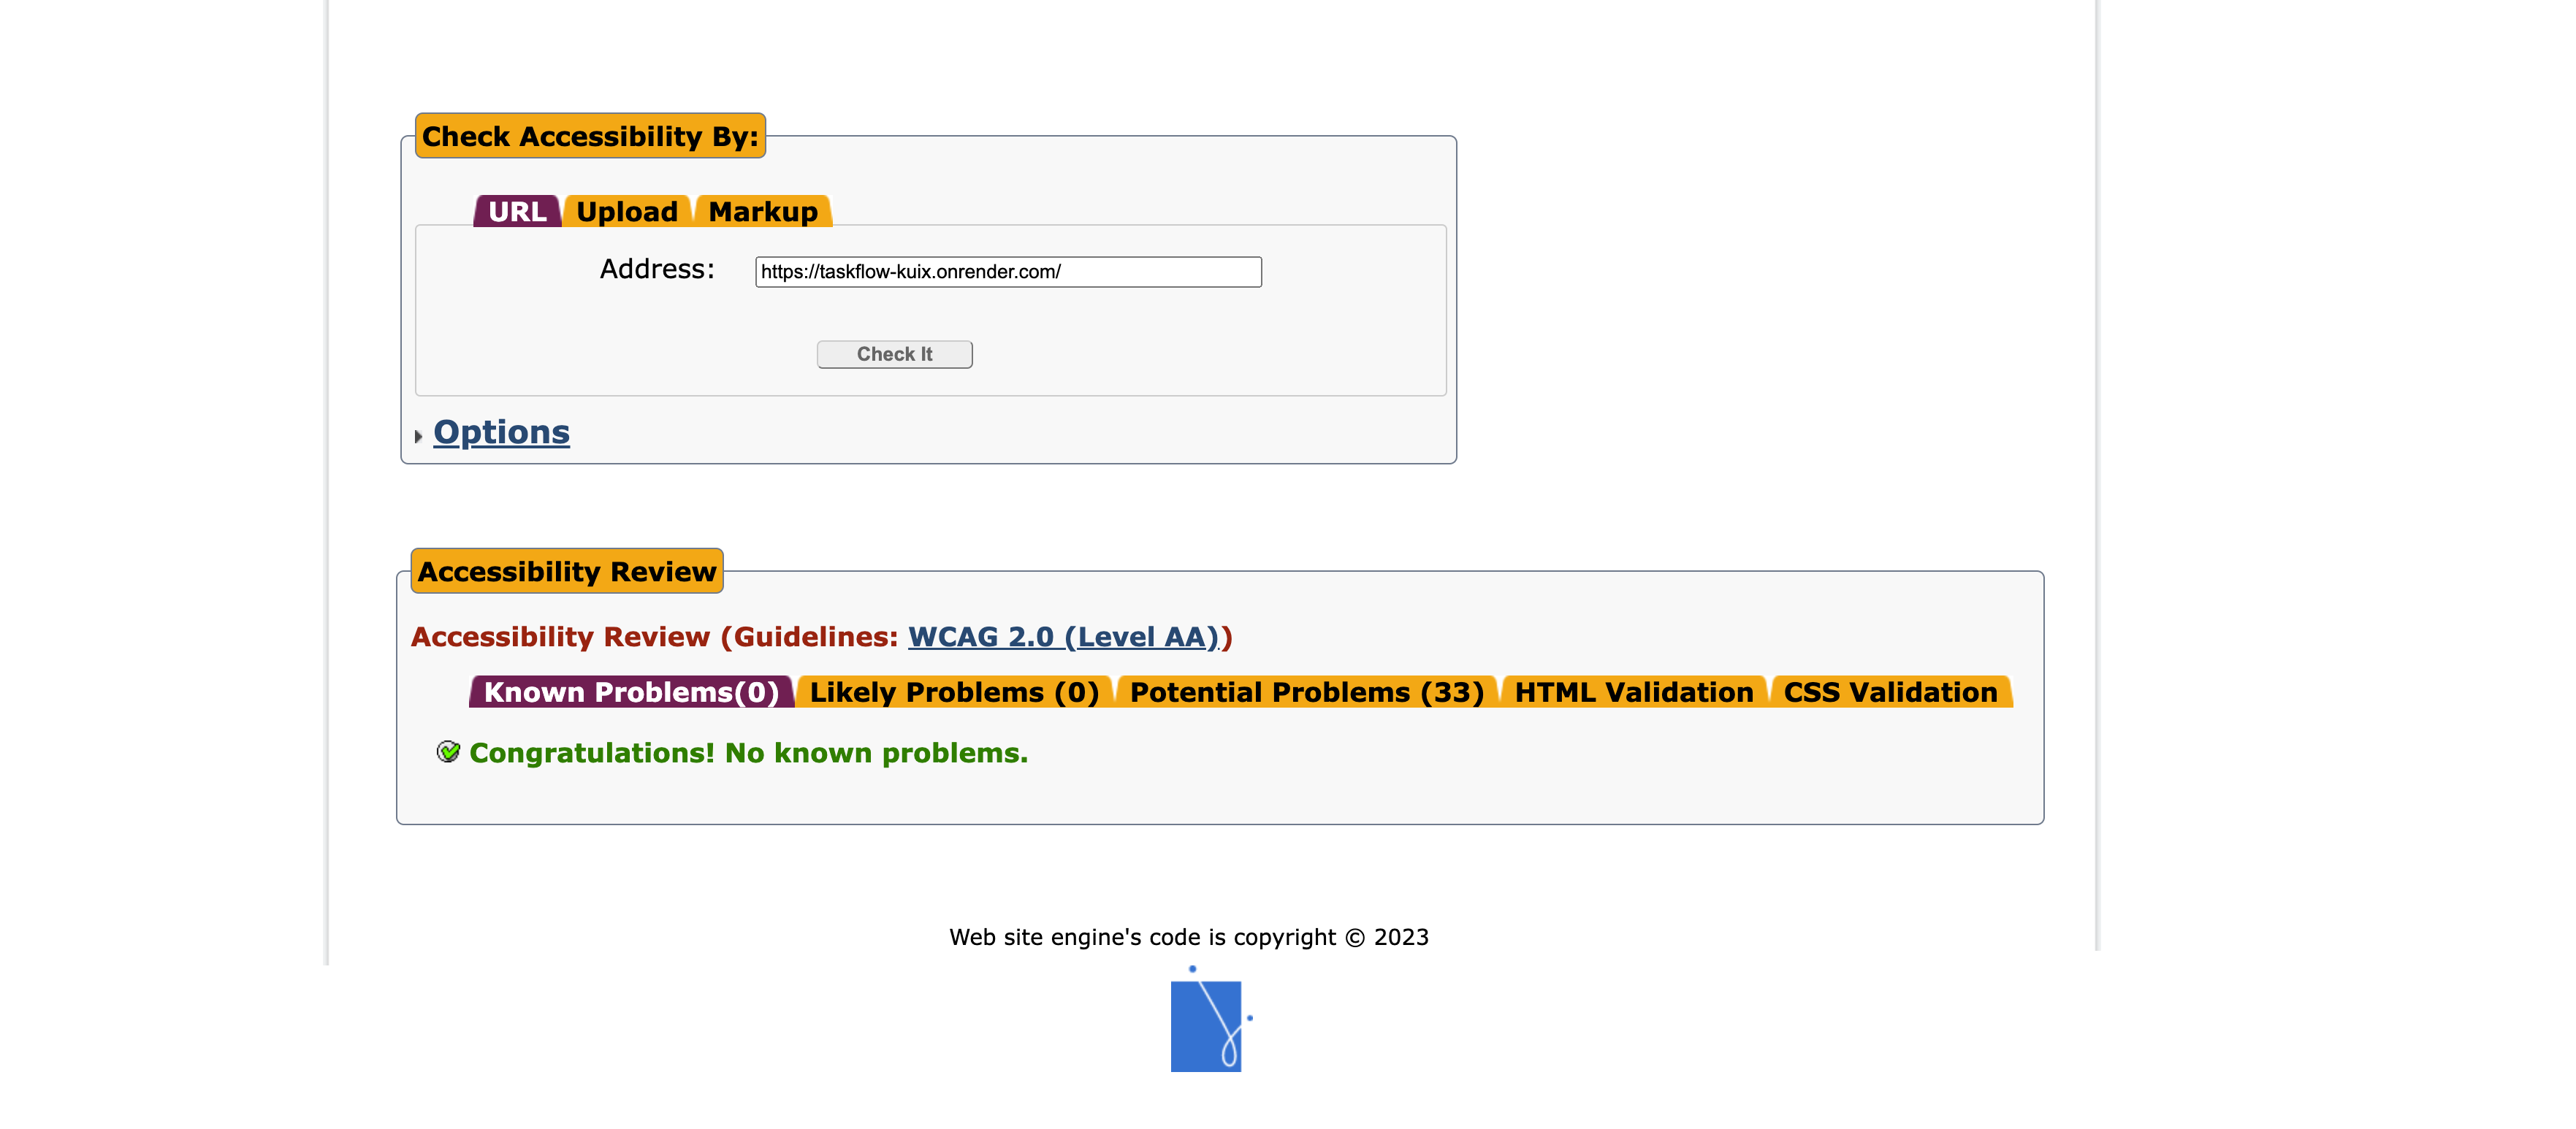 Check Accessibility By:
URL Upload Markup
Address: https://taskflow-kuix.onrender.com/
Check It
Options
Accessibility Review
Accessibility Review (Guidelines: WCAG 2.0 (Level AA))
Known Problems(0) Likely Problems (0) Potential Problems (33) HTML Validation CSS Validation
Congratulations! No known problems.
Web site engine's code is copyright © 2023